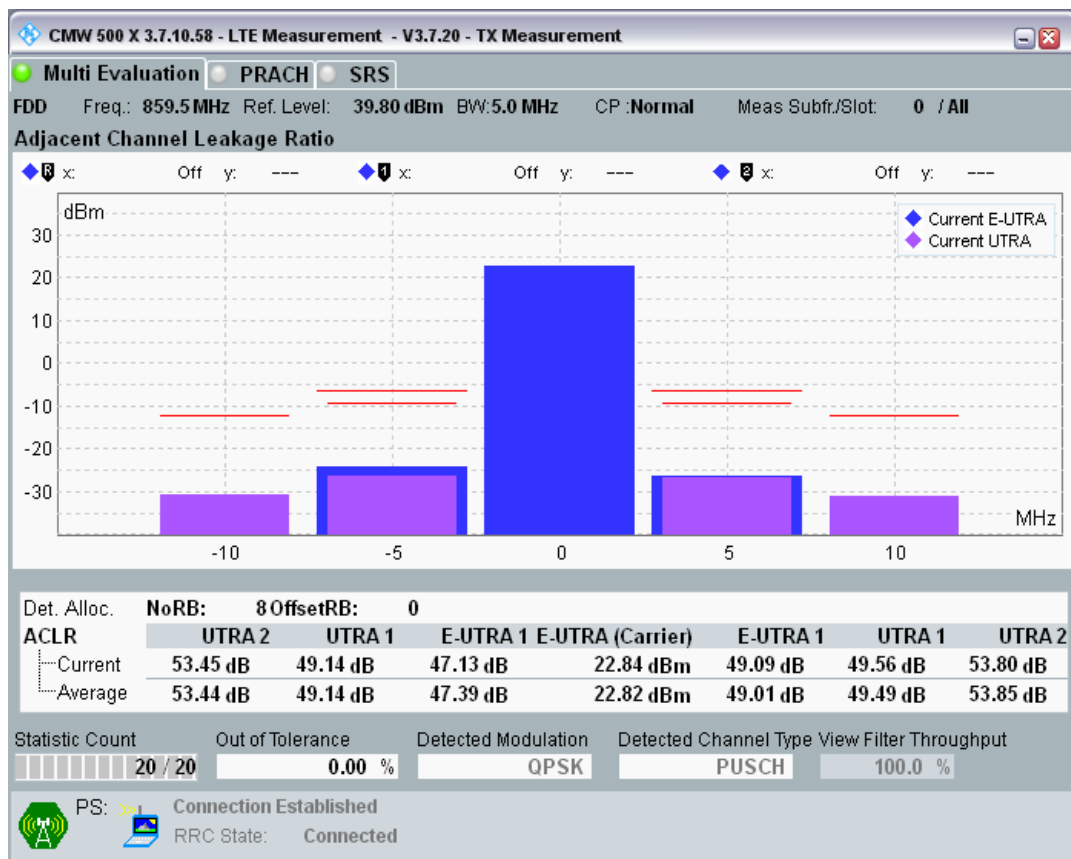 CMW 500 X 3.7.10.58 - LTE Measurement - V3.7.20 - TX Measurement
Multi Evaluation PRACH SRS
FDD Freq.: 859.5 MHz Ref. Level: 39.80 dBm BW:5.0 MHz CP :Normal Meas Subfr./Slot: 0 / All
Adjacent Channel Leakage Ratio
R x: Off y: --- 1 x: Off y: --- 2 x: Off y: ---
dBm
Current E-UTRA
Current UTRA
30
20
10
0
-10
-20
-30
MHz
-10 -5 0 5 10
Det. Alloc. NoRB: 8 OffsetRB: 0
ACLR UTRA 2 UTRA 1 E-UTRA 1 E-UTRA (Carrier) E-UTRA 1 UTRA 1 UTRA 2
Current 53.45 dB 49.14 dB 47.13 dB 22.84 dBm 49.09 dB 49.56 dB 53.80 dB
Average 53.44 dB 49.14 dB 47.39 dB 22.82 dBm 49.01 dB 49.49 dB 53.85 dB
Statistic Count Out of Tolerance Detected Modulation Detected Channel Type View Filter Throughput
20 / 20 0.00 % QPSK PUSCH 100.0 %
PS: Connection Established
RRC State: Connected